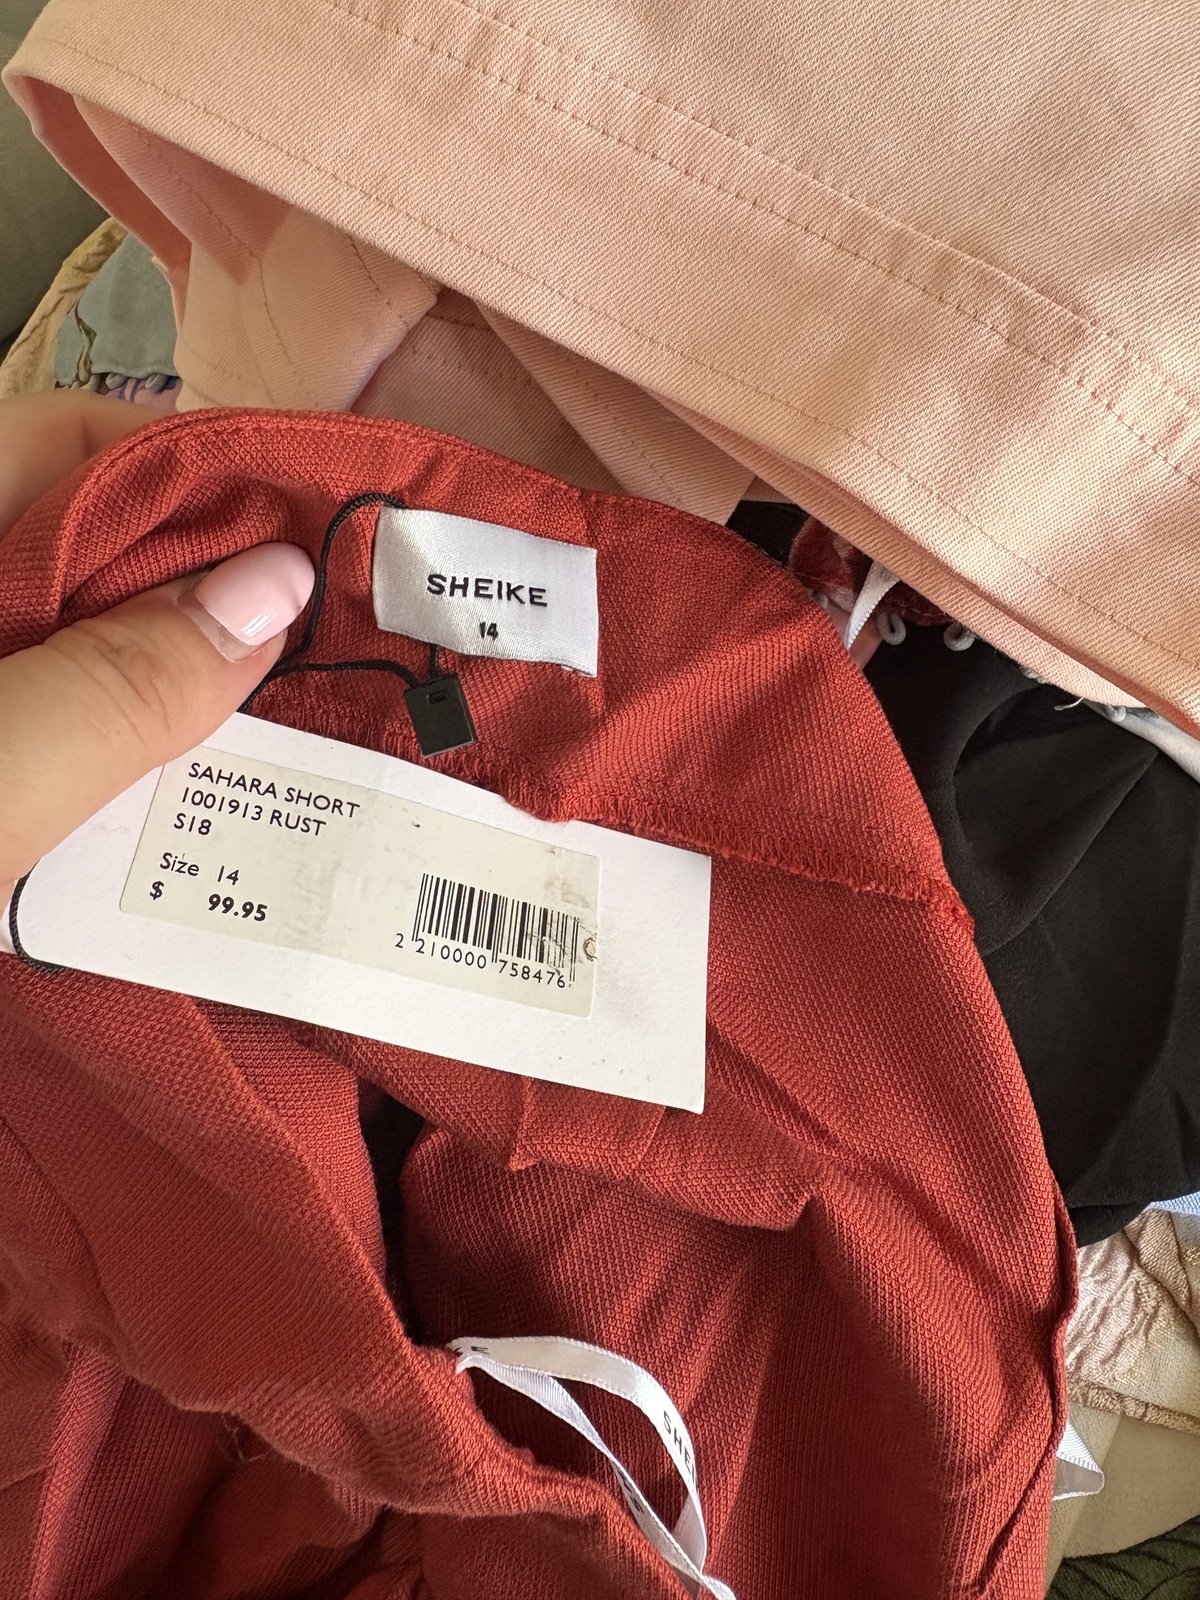 SHEIKE
14
SAHARA SHORT
1001913 RUST
S18
Size 14
$ 99.95
2 210000 758476